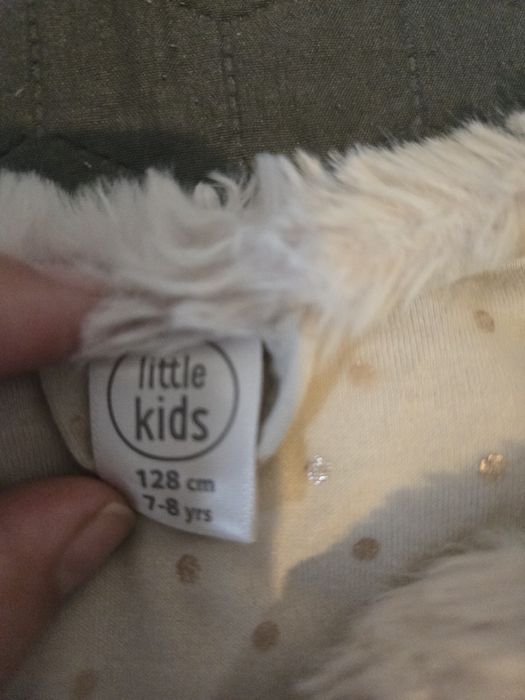 little
kids
128 cm
7-8 yrs